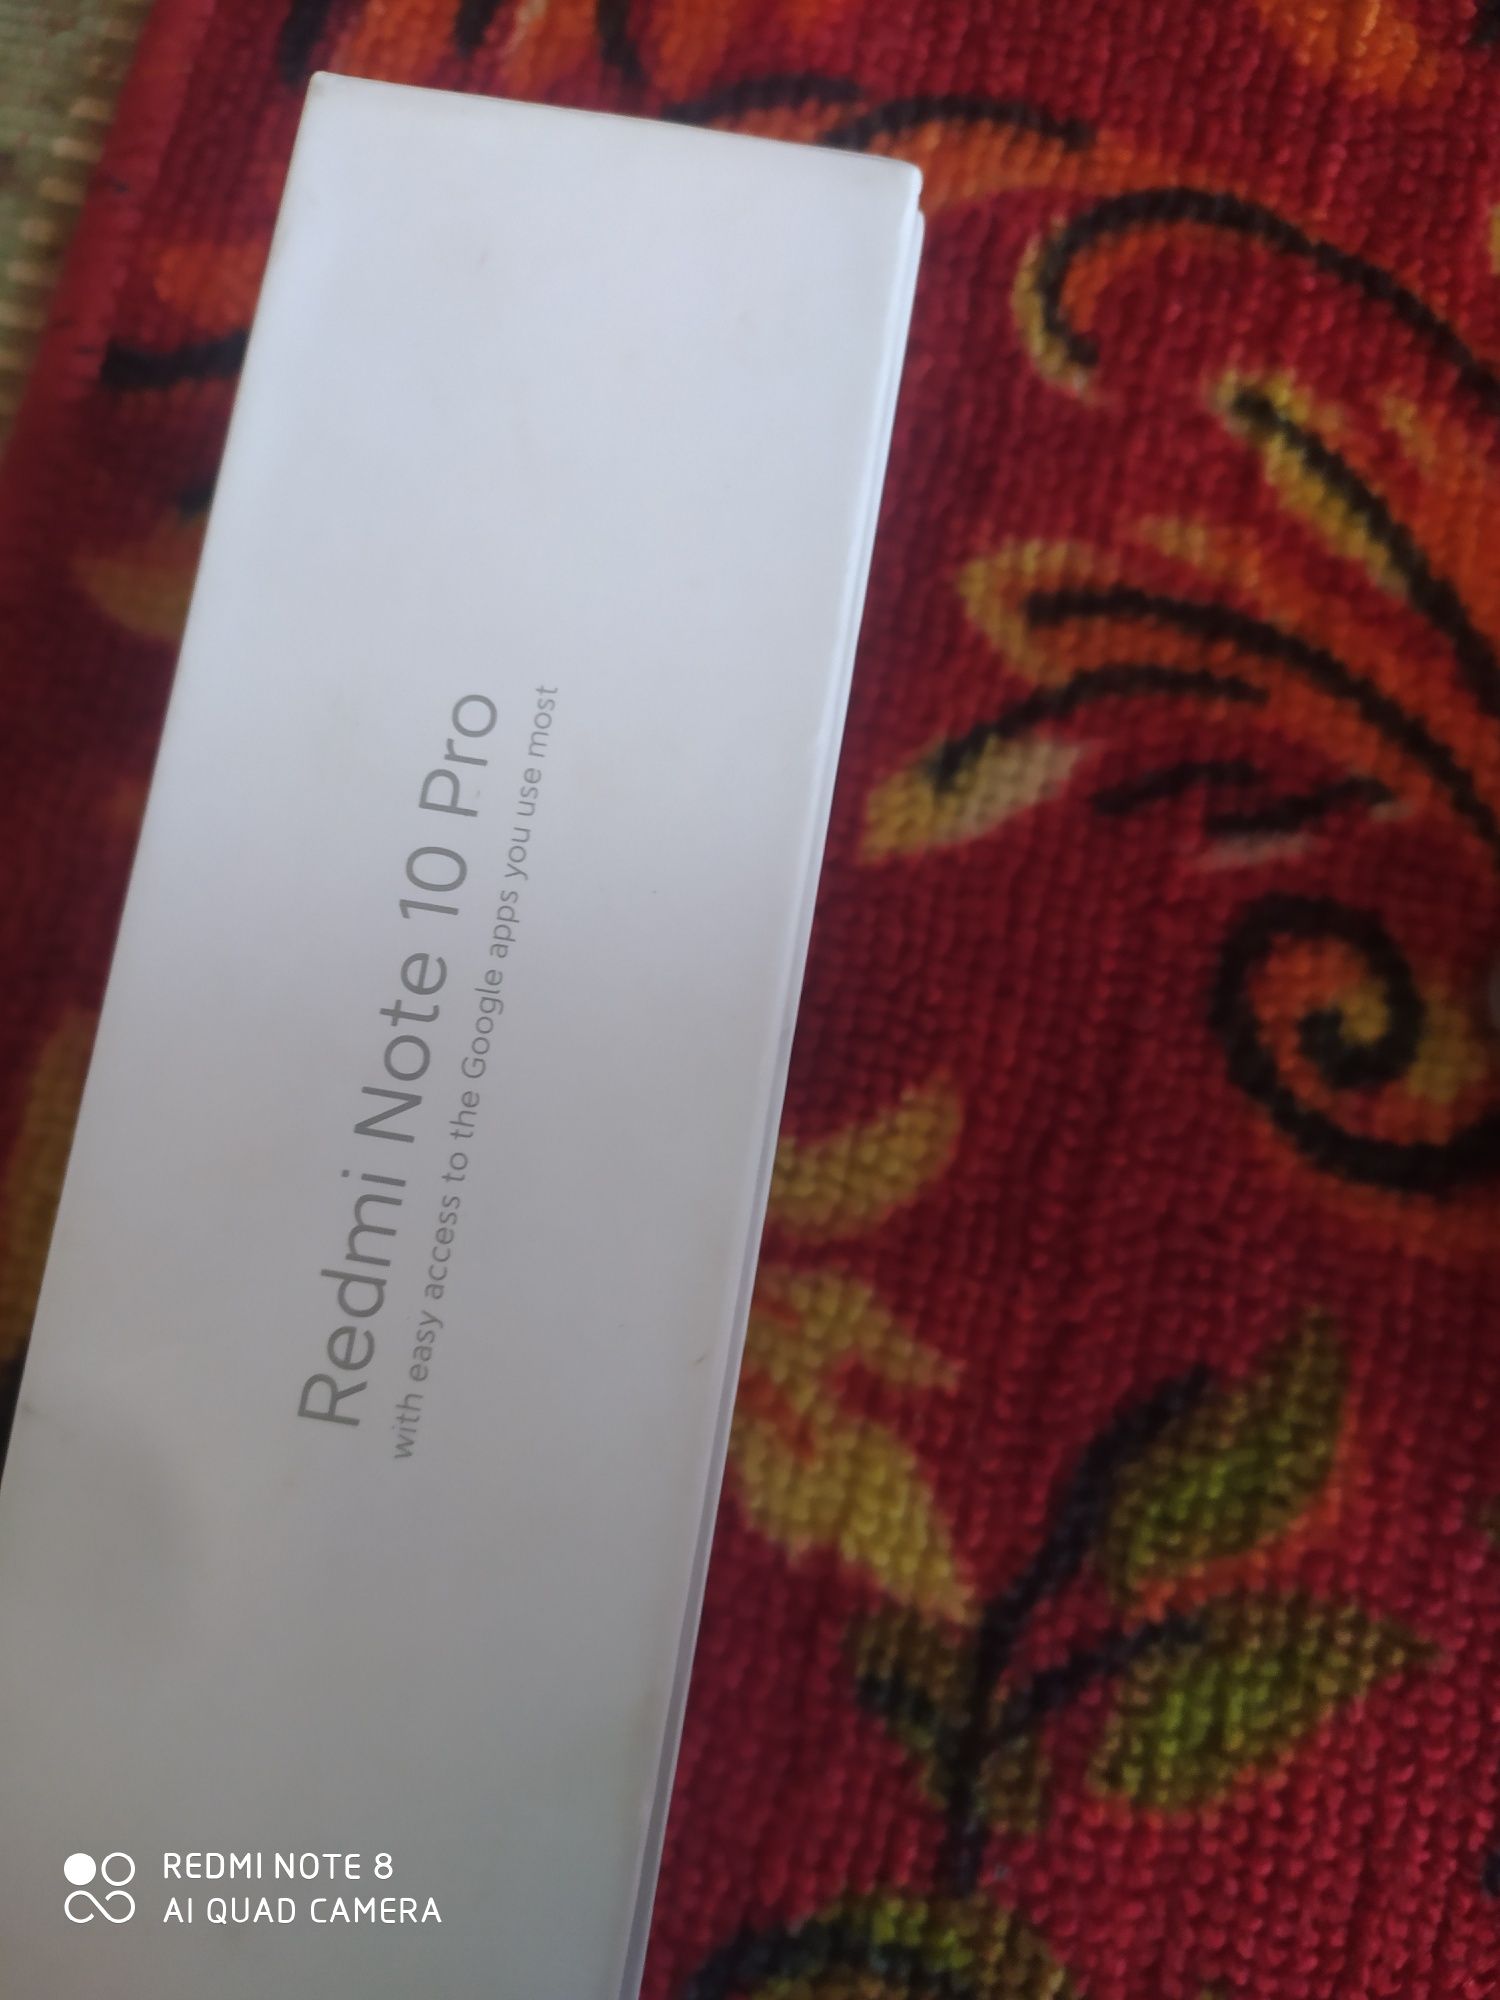 Redmi Note 10 Pro
with easy access to the Google apps you use most
REDMI NOTE 8
AI QUAD CAMERA